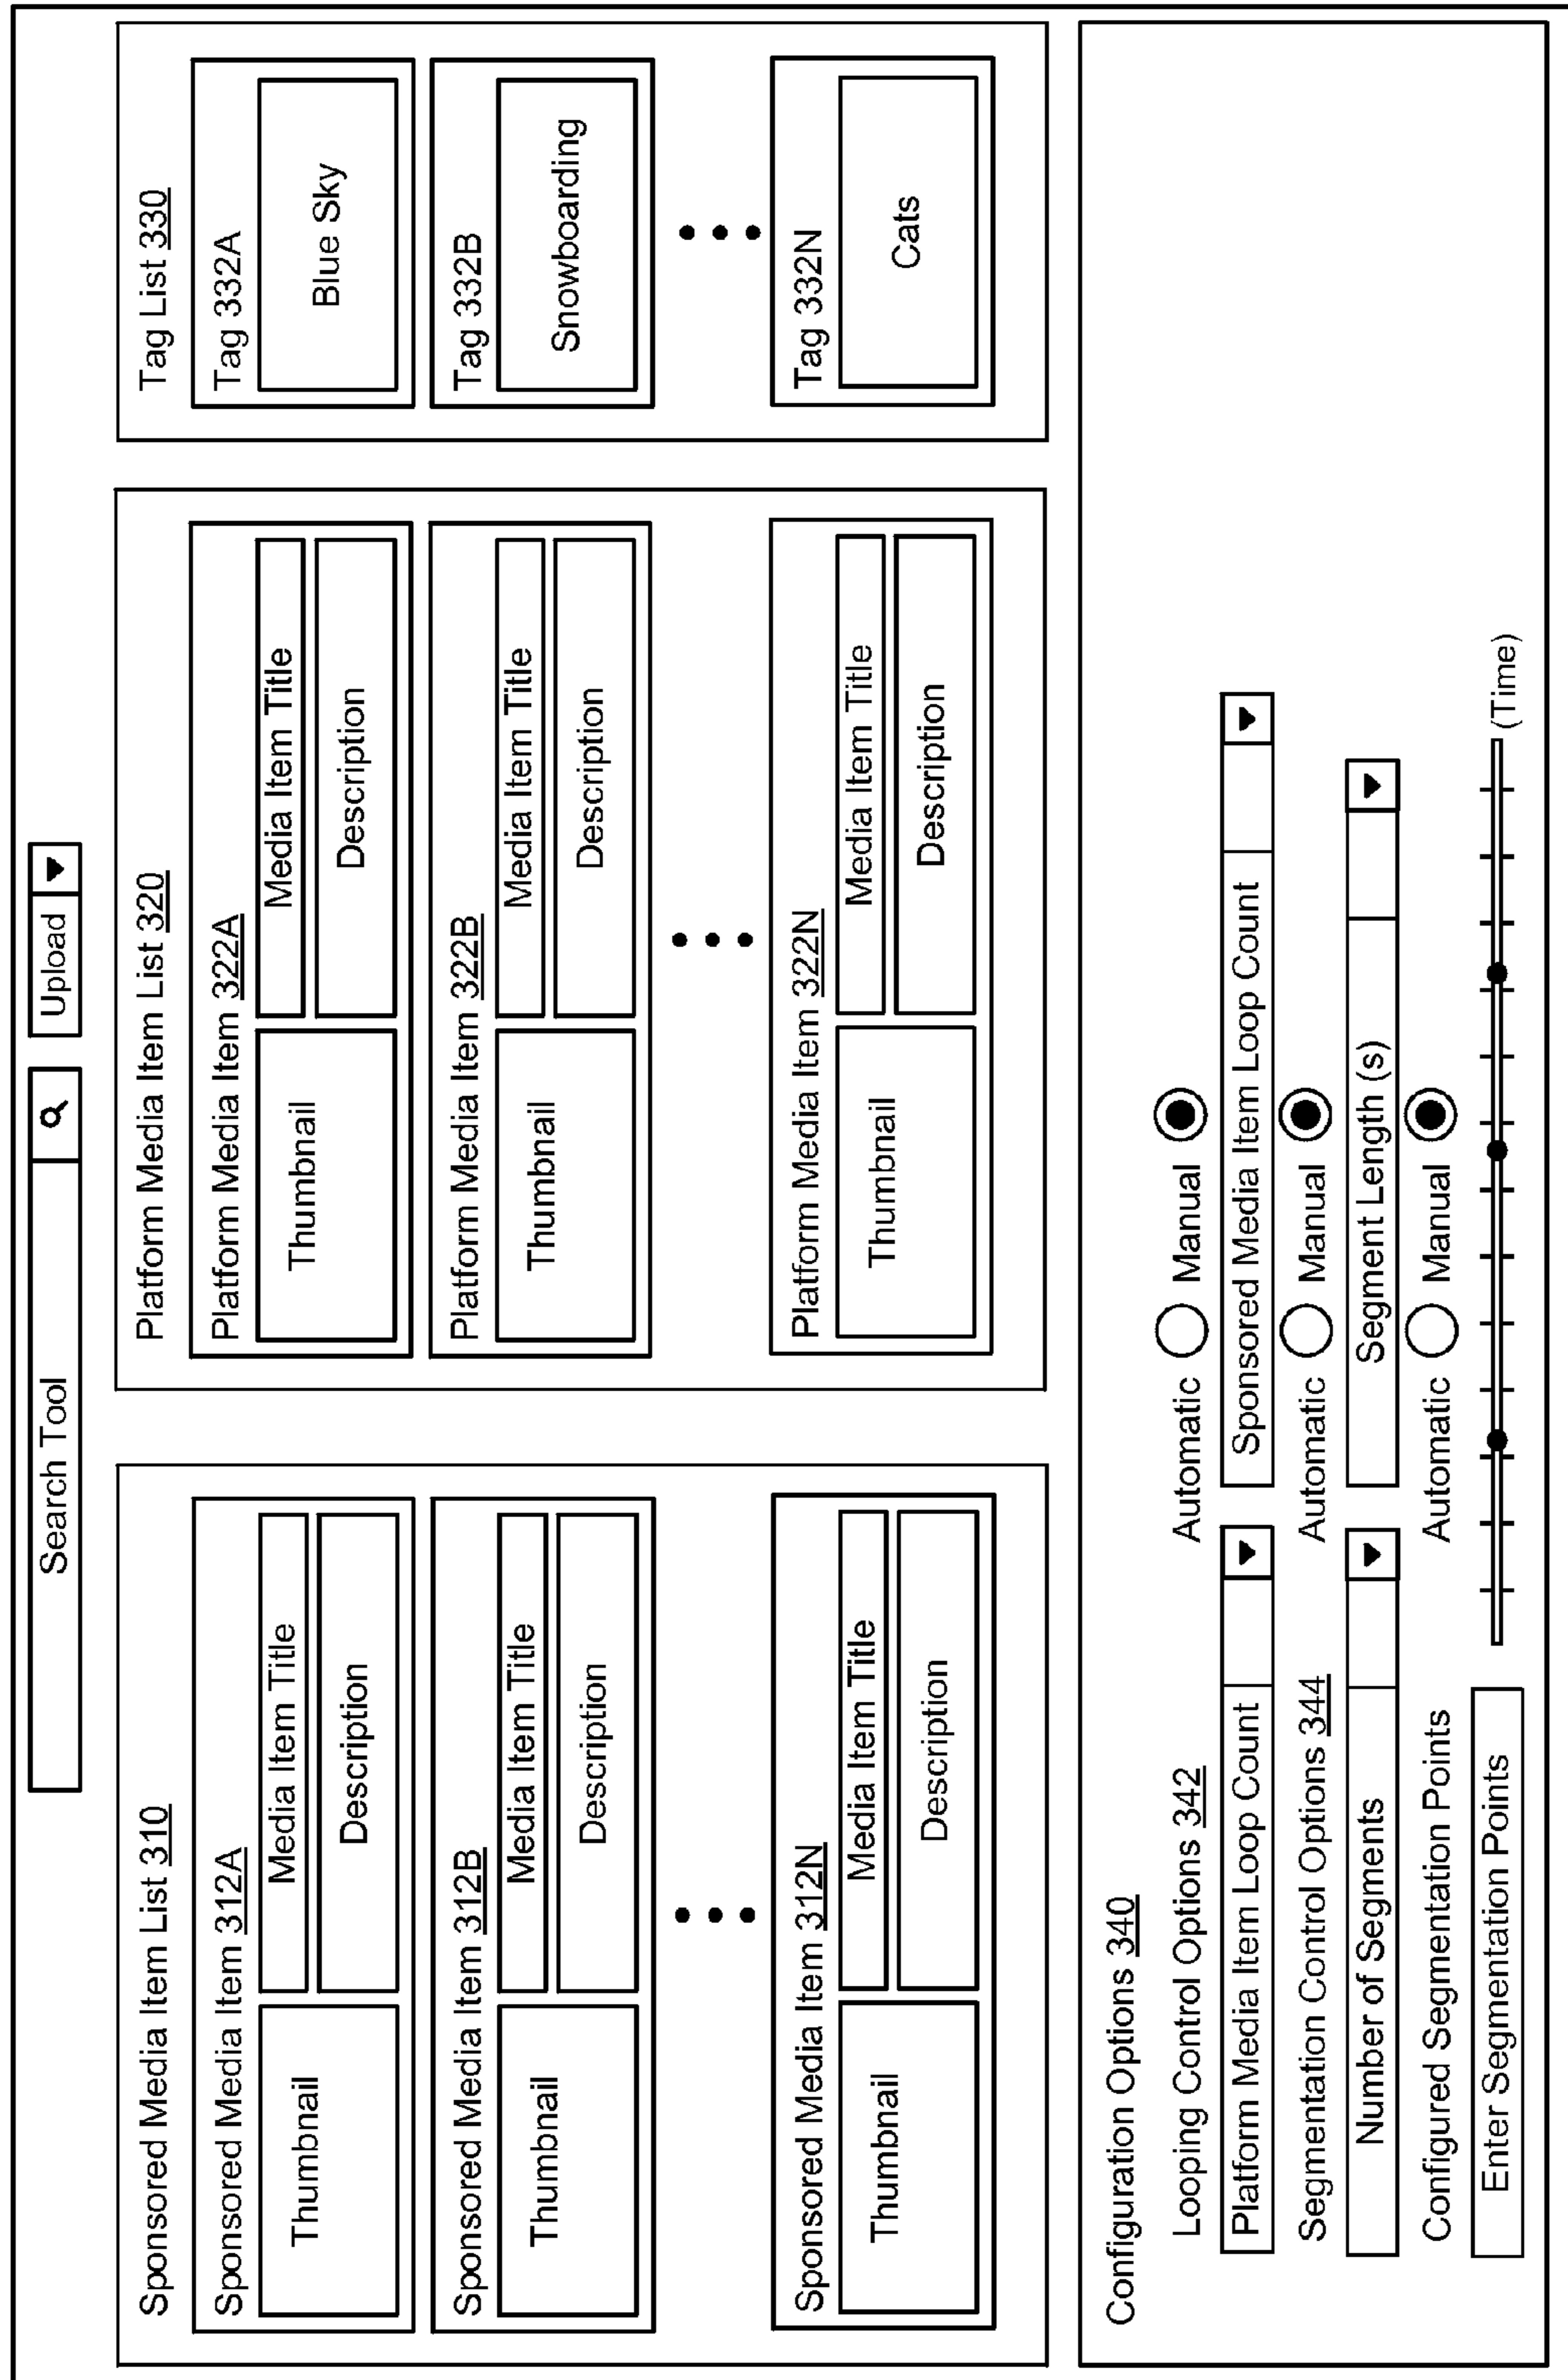 Search Tool
Upload
Sponsored Media Item List 310
Sponsored Media Item 312A
Thumbnail
Media Item Title
Description
Sponsored Media Item 312B
Thumbnail
Media Item Title
Description
Sponsored Media Item 312N
Thumbnail
Media Item Title
Description
Platform Media Item List 320
Platform Media Item 322A
Thumbnail
Media Item Title
Description
Platform Media Item 322B
Thumbnail
Media Item Title
Description
Platform Media Item 322N
Thumbnail
Media Item Title
Description
Tag List 330
Tag 332A
Blue Sky
Tag 332B
Snowboarding
Tag 332N
Cats
Configuration Options 340
Looping Control Options 342
Automatic
Manual
Platform Media Item Loop Count
Sponsored Media Item Loop Count
Segmentation Control Options 344
Automatic
Manual
Number of Segments
Segment Length (s)
Configured Segmentation Points
Automatic
Manual
Enter Segmentation Points
(Time)